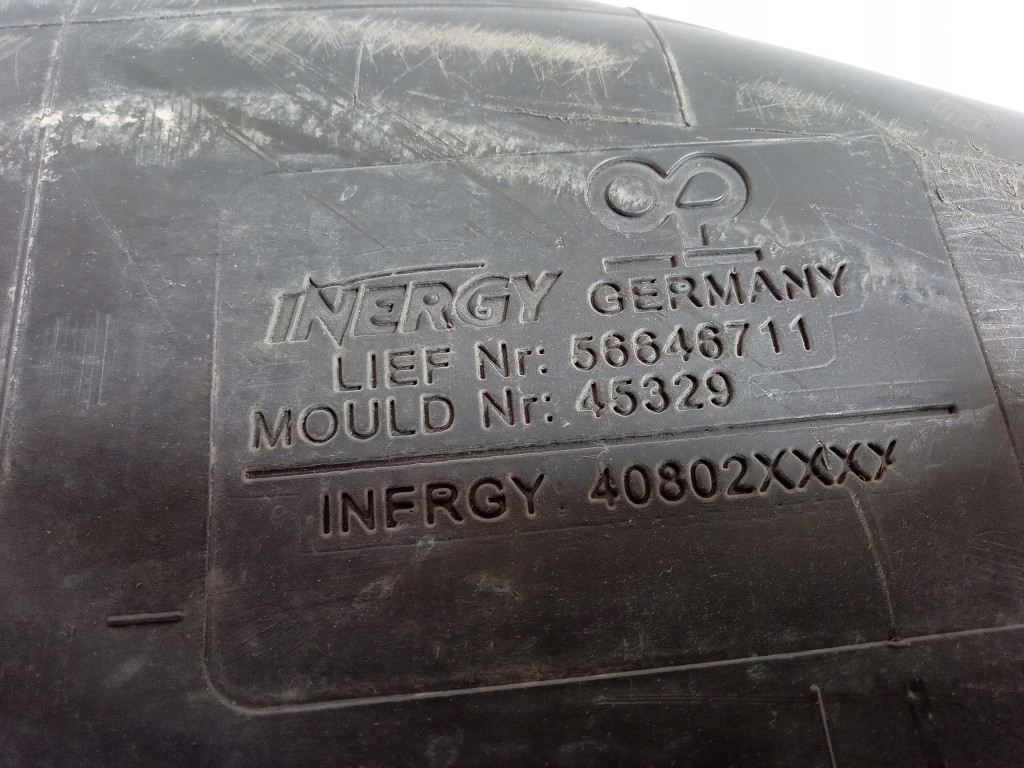 INERGY GERMANY
LIEF Nr: 56646711
MOULD Nr: 45329
INERGY 40802XXXX